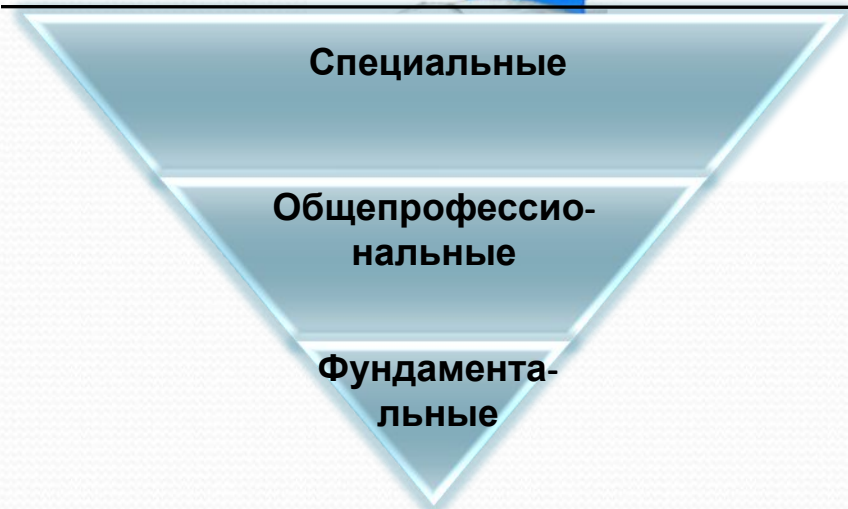 Специальные
Общепрофессио-
нальные
Фундамента-
льные